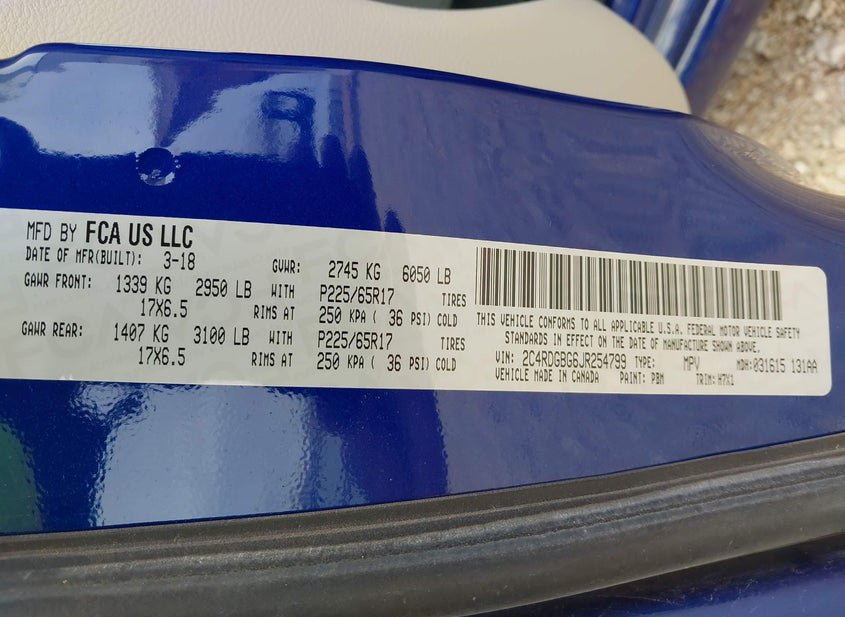 MFD BY FCA US LLC
DATE OF MFR(BUILT): 3-18 GVWR: 2745 KG 6050 LB
GAWR FRONT: 1339 KG 2950 LB WITH P225/65R17 TIRES
17X6.5 RIMS AT 250 KPA ( 36 PSI) COLD
GAWR REAR: 1407 KG 3100 LB WITH P225/65R17 TIRES
17X6.5 RIMS AT 250 KPA ( 36 PSI) COLD
THIS VEHICLE CONFORMS TO ALL APPLICABLE U.S.A. FEDERAL MOTOR VEHICLE SAFETY
STANDARDS IN EFFECT ON THE DATE OF MANUFACTURE SHOWN ABOVE.
VIN: 2C4RDGBG6JR254799 TYPE: MPV MDH:031615 131AA
VEHICLE MADE IN CANADA PAINT: PBM TRIM: H7X1